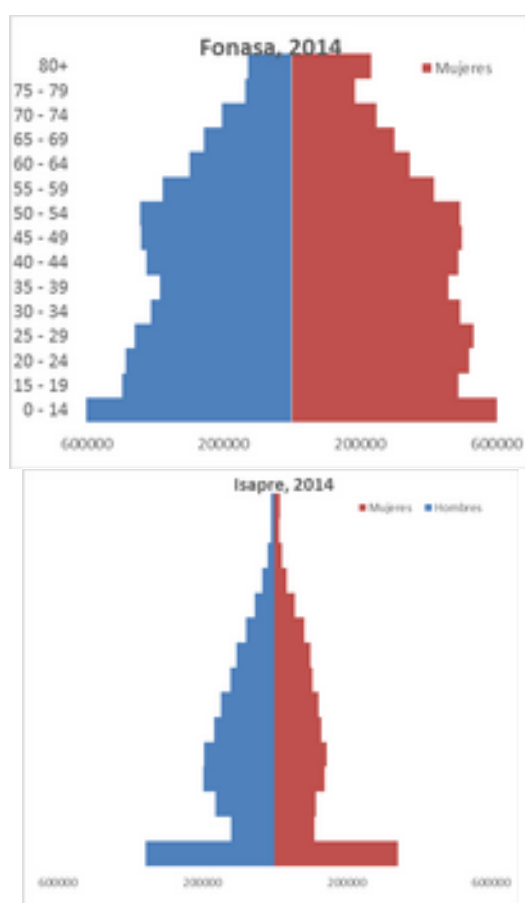 Fonasa, 2014
Mujeres
80+
75 - 79
70 - 74
65 - 69
60 - 64
55 - 59
50 - 54
45 - 49
40 - 44
35 - 39
30 - 34
25 - 29
20 - 24
15 - 19
0 - 14
600000 200000 200000 600000
Isapre, 2014
Mujeres Hombres
600000 200000 200000 600000